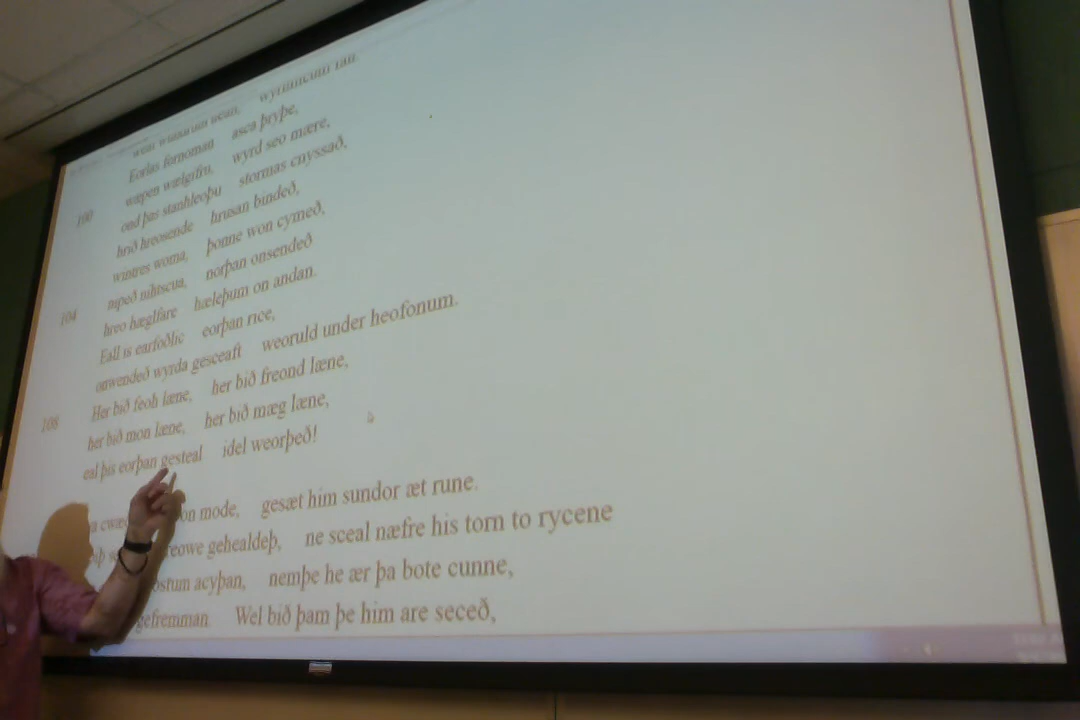 Eorlas fornoman asca þryþe,
wæpen wælgifru, wyrd seo mære,
100 ond þas stanhleoþu stormas cnyssað,
hrið hreosende hrusan bindeð,
wintres woma, þonne won cymeð,
nipeð nihtscua, norþan onsendeð
104 hreo hæglfare hæleþum on andan.
Eall is earfoðlic eorþan rice,
onwendeð wyrda gesceaft weoruld under heofonum.
108 Her bið feoh læne, her bið freond læne,
her bið mon læne, her bið mæg læne,
eal þis eorþan gesteal idel weorþeð!
on mode, gesæt him sundor æt rune.
gehealdeþ, ne sceal næfre his torn to rycene
acyþan, nemþe he ær þa bote cunne,
gefremman Wel bið þam þe him are seceð,